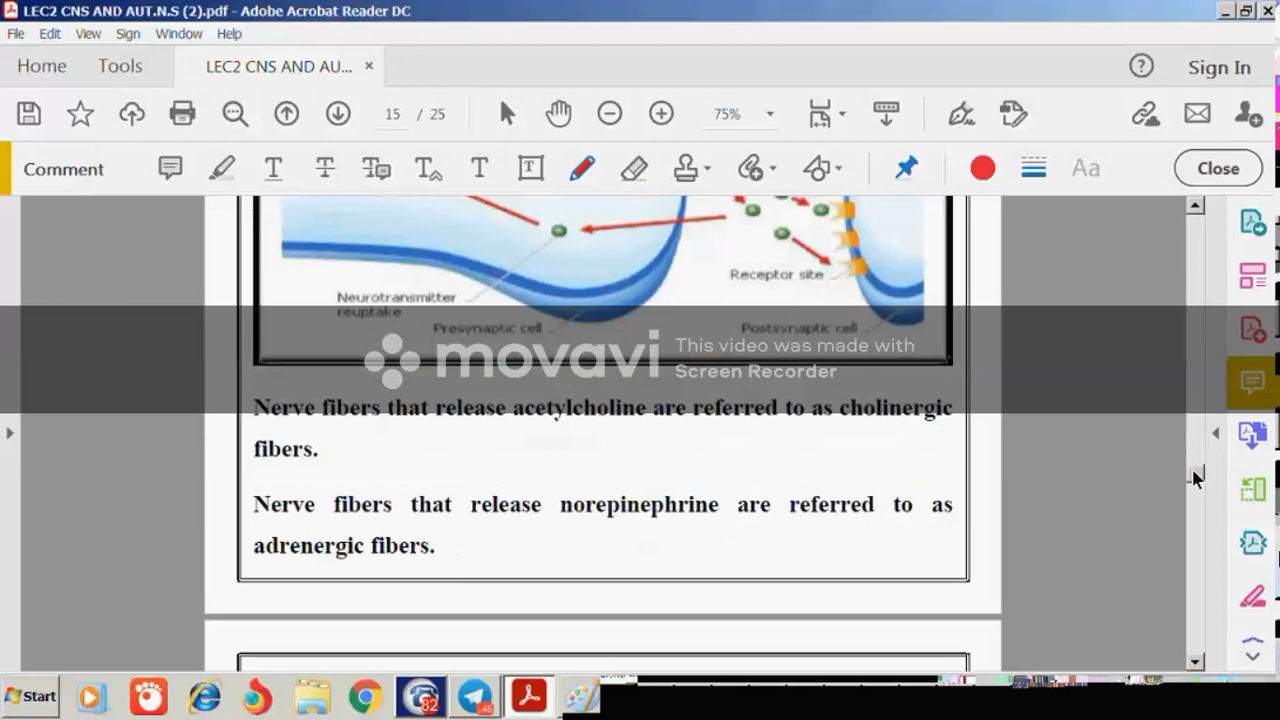 LEC2 CNS AND AUT.N.S (2).pdf - Adobe Acrobat Reader DC
File Edit View Sign Window Help
Home Tools LEC2 CNS AND AU... × Sign In
15 / 25 75%
Comment Close
Receptor site
Neurotransmitter
reuptake
Presynaptic cell Postsynaptic cell
movavi This video was made with
Screen Recorder
Nerve fibers that release acetylcholine are referred to as cholinergic
fibers.
Nerve fibers that release norepinephrine are referred to as
adrenergic fibers.
Start 82 46